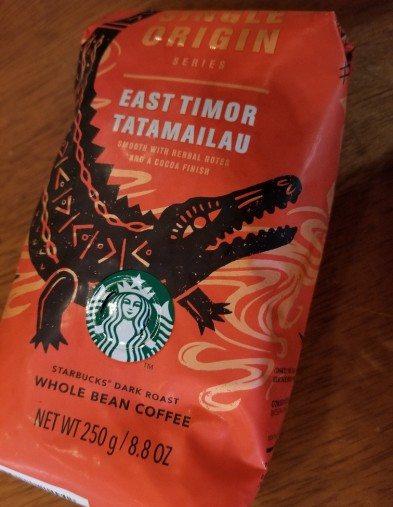 SINGLE
ORIGIN
SERIES
EAST TIMOR
TATAMAILAU
SMOOTH WITH HERBAL NOTES
AND A COCOA FINISH
TM
STARBUCKS® DARK ROAST
WHOLE BEAN COFFEE
NET WT 250 g / 8.8 OZ